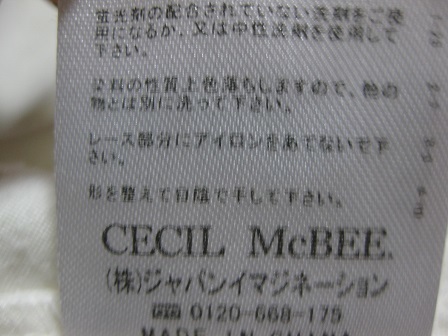 蛍光剤の配合されていない洗剤をご使
用になるか、又は中性洗剤を使用して
下さい。
染料の性質上色落ちしますので、他の
物とは別に洗って下さい。
レース部分にアイロンをあてないで下
さい。
形を整えて日陰で干して下さい。
CECIL McBEE.
(株)ジャパンイマジネーション
0120-668-175
MADE IN CHINA